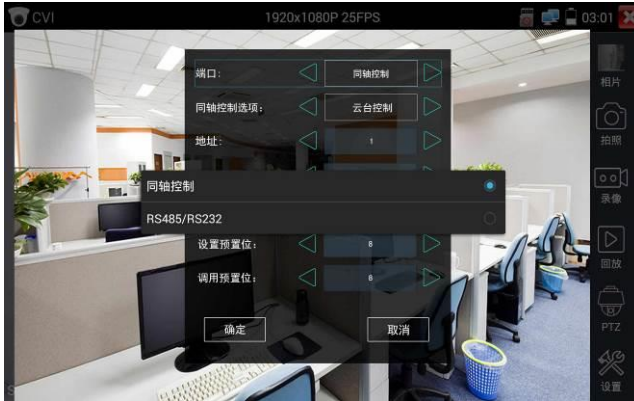 CVI 1920x1080P 25FPS 03:01
端口: 同轴控制
相片
同轴控制选项: 云台控制
拍照
地址: 1
同轴控制
录像
RS485/RS232
设置预置位: 8
回放
调用预置位: 6
PTZ
确定 取消
设置